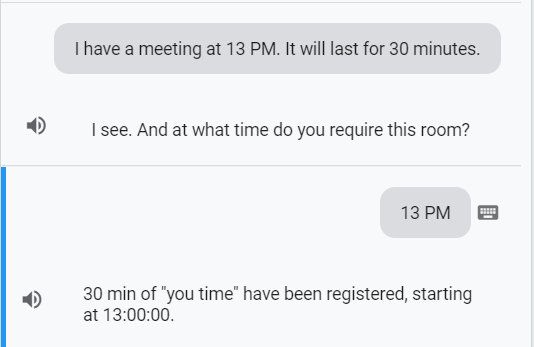 I have a meeting at 13 PM. It will last for 30 minutes.
I see. And at what time do you require this room?
13 PM
30 min of "you time" have been registered, starting
at 13:00:00.